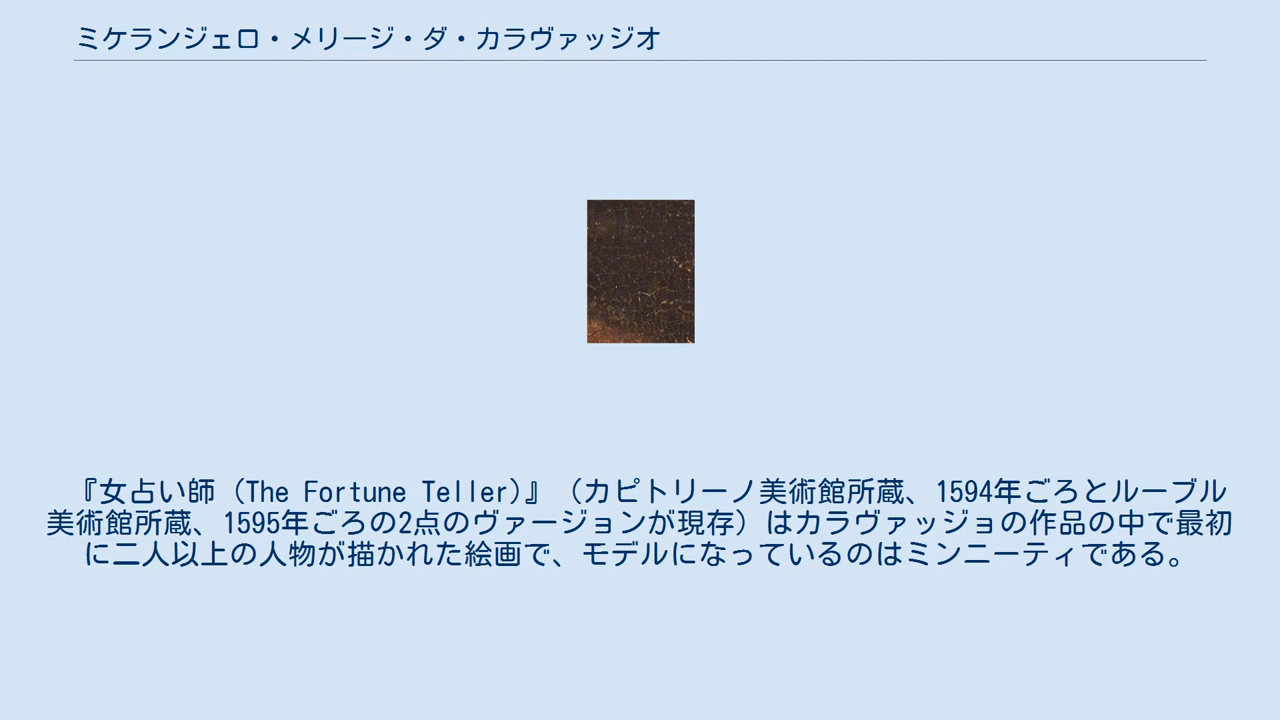 ミケランジェロ・メリージ・ダ・カラヴァッジオ
『女占い師（The Fortune Teller)』（カピトリーノ美術館所蔵、1594年ごろとルーブル
美術館所蔵、1595年ごろの2点のヴァージョンが現存）はカラヴァッジョの作品の中で最初
に二人以上の人物が描かれた絵画で、モデルになっているのはミンニーティである。